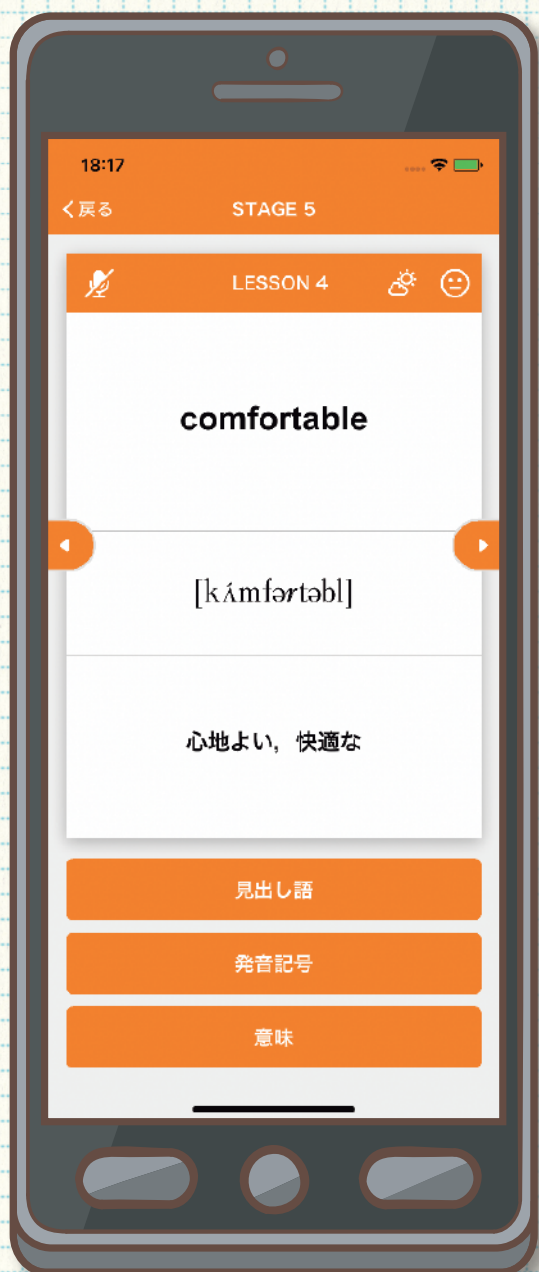 18:17
戻る STAGE 5
LESSON 4
comfortable
[kʌ́mfərtəbl]
心地よい，快適な
見出し語
発音記号
意味